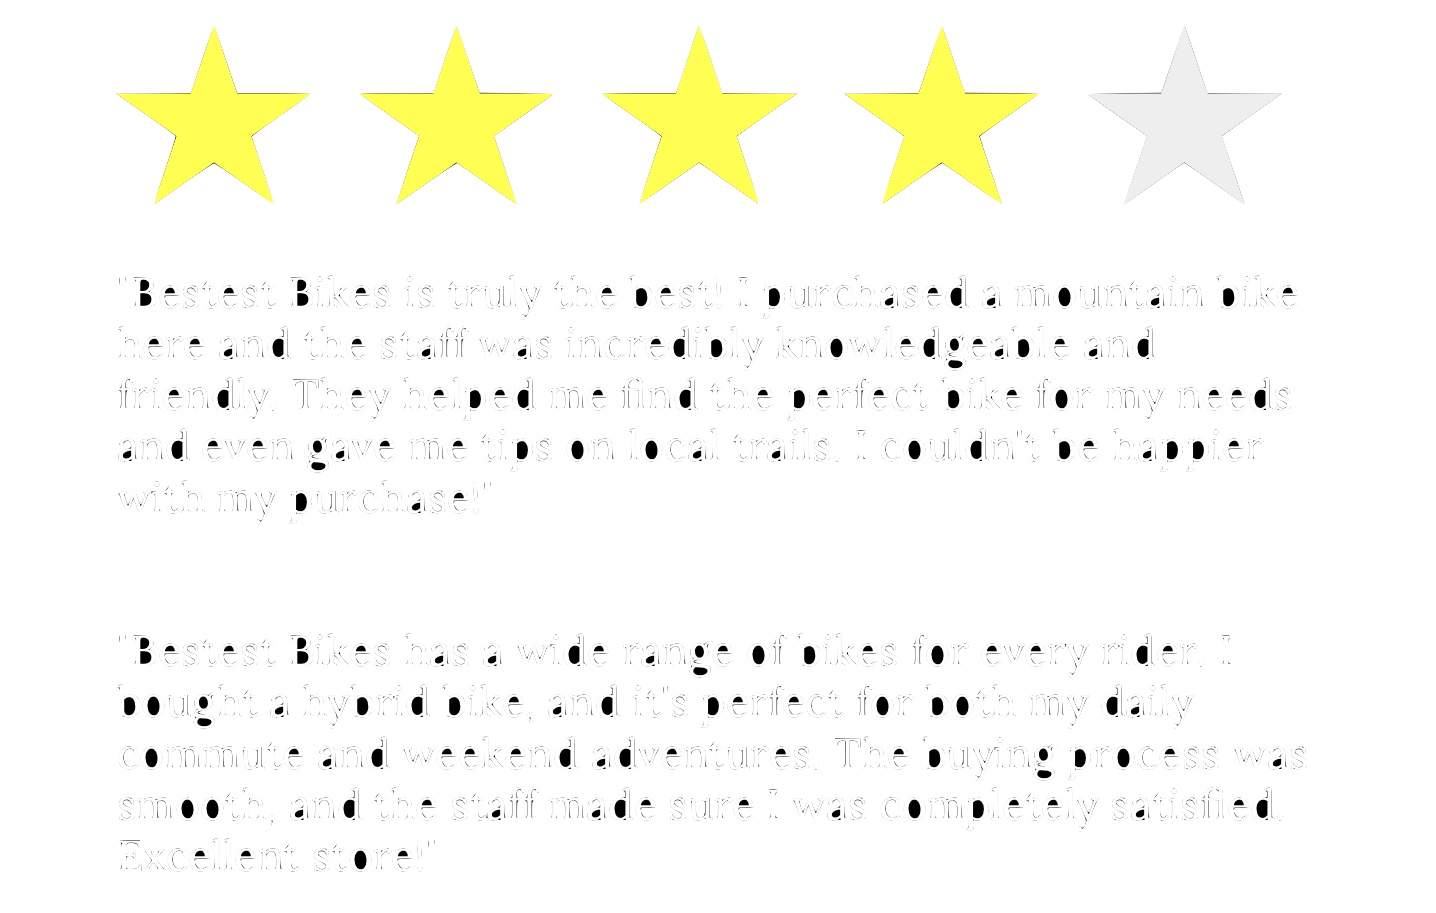 "Bestest Bikes is truly the best! I purchased a mountain bike
here and the staff was incredibly knowledgeable and
friendly. They helped me find the perfect bike for my needs
and even gave me tips on local trails. I couldn't be happier
with my purchase!"
"Bestest Bikes has a wide range of bikes for every rider. I
bought a hybrid bike, and it's perfect for both my daily
commute and weekend adventures. The buying process was
smooth, and the staff made sure I was completely satisfied.
Excellent store!"